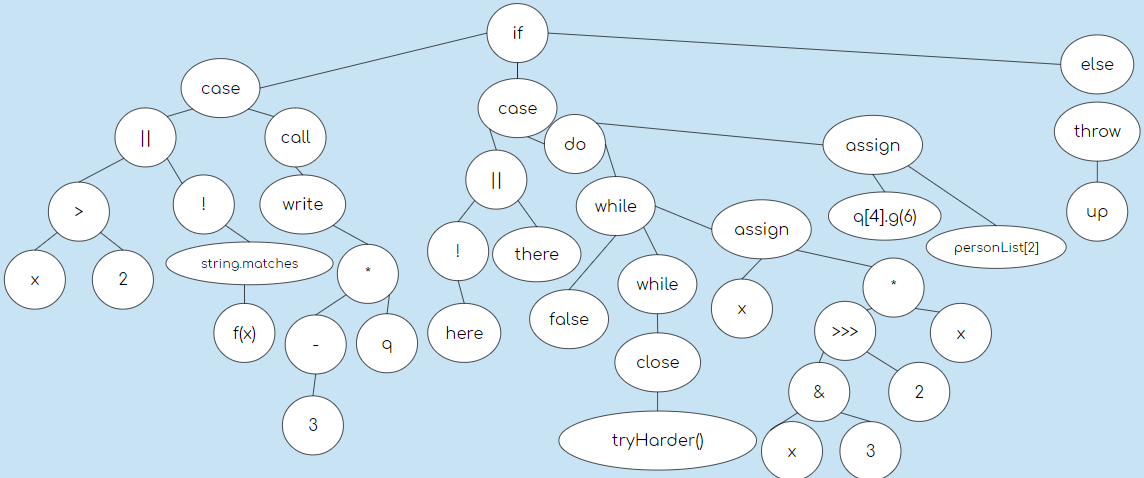 if
else
case
case
throw
||
call
do
assign
||
>
!
write
while
q[4].g(6)
up
assign
personList[2]
!
there
string.matches
*
x
2
while
*
x
false
f(x)
-
q
here
>>>
x
close
&
2
3
tryHarder()
x
3